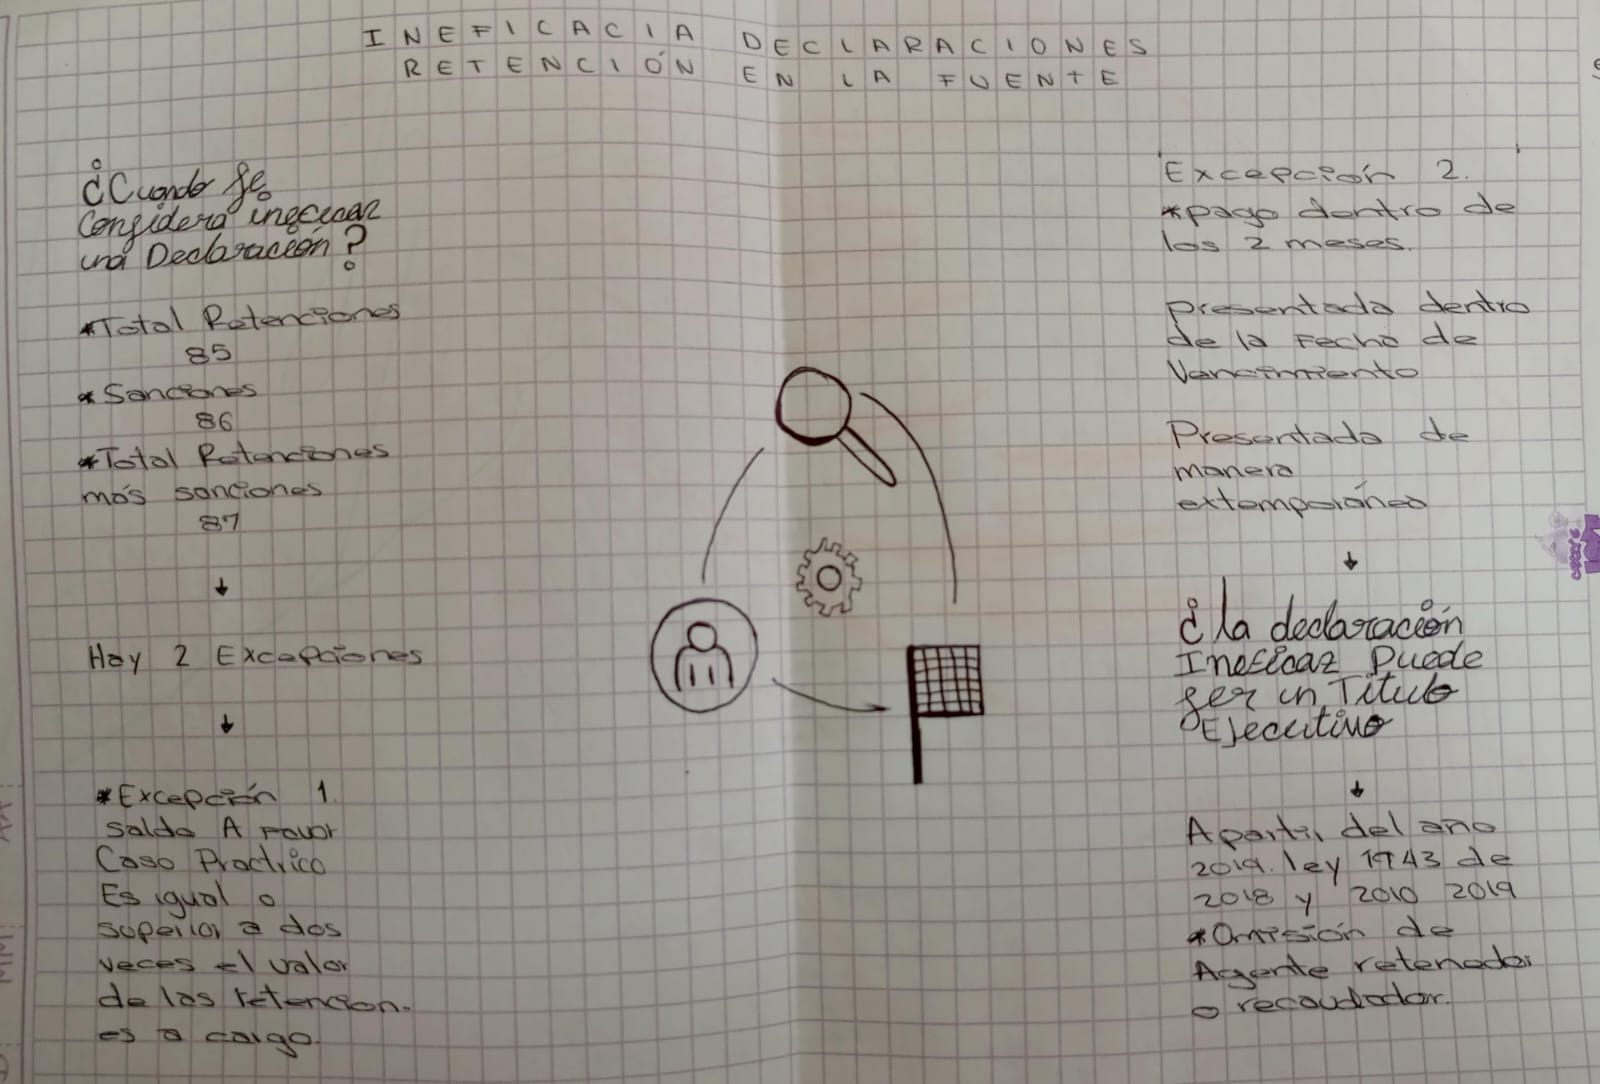 INEFICACIA DECLARACIONES
RETENCIÓN EN LA FUENTE
¿Cuando se
Considera ineficaz
una Declaración?
*Total Retenciones
85
* Sanciones
86
*Total Retenciones
más sanciones
87
Hay 2 Excepciones
*Excepción 1.
Saldo A Favor
Caso Practrico
Es igual o
superior a dos
veces el valor
de las retencion.
es a cargo.
Excepción 2.
*pago dentro de
los 2 meses.
presentada dentro
de la Fecha de
Vencimiento
Presentada de
manera
extemporánea
¿la declaración
Ineficaz Puede
ser un Titulo
Ejecutivo
Apartir del año
2019. ley 1943 de
2018 y 2010 2019
*Omisión de
Agente retenedor
o recaudador.